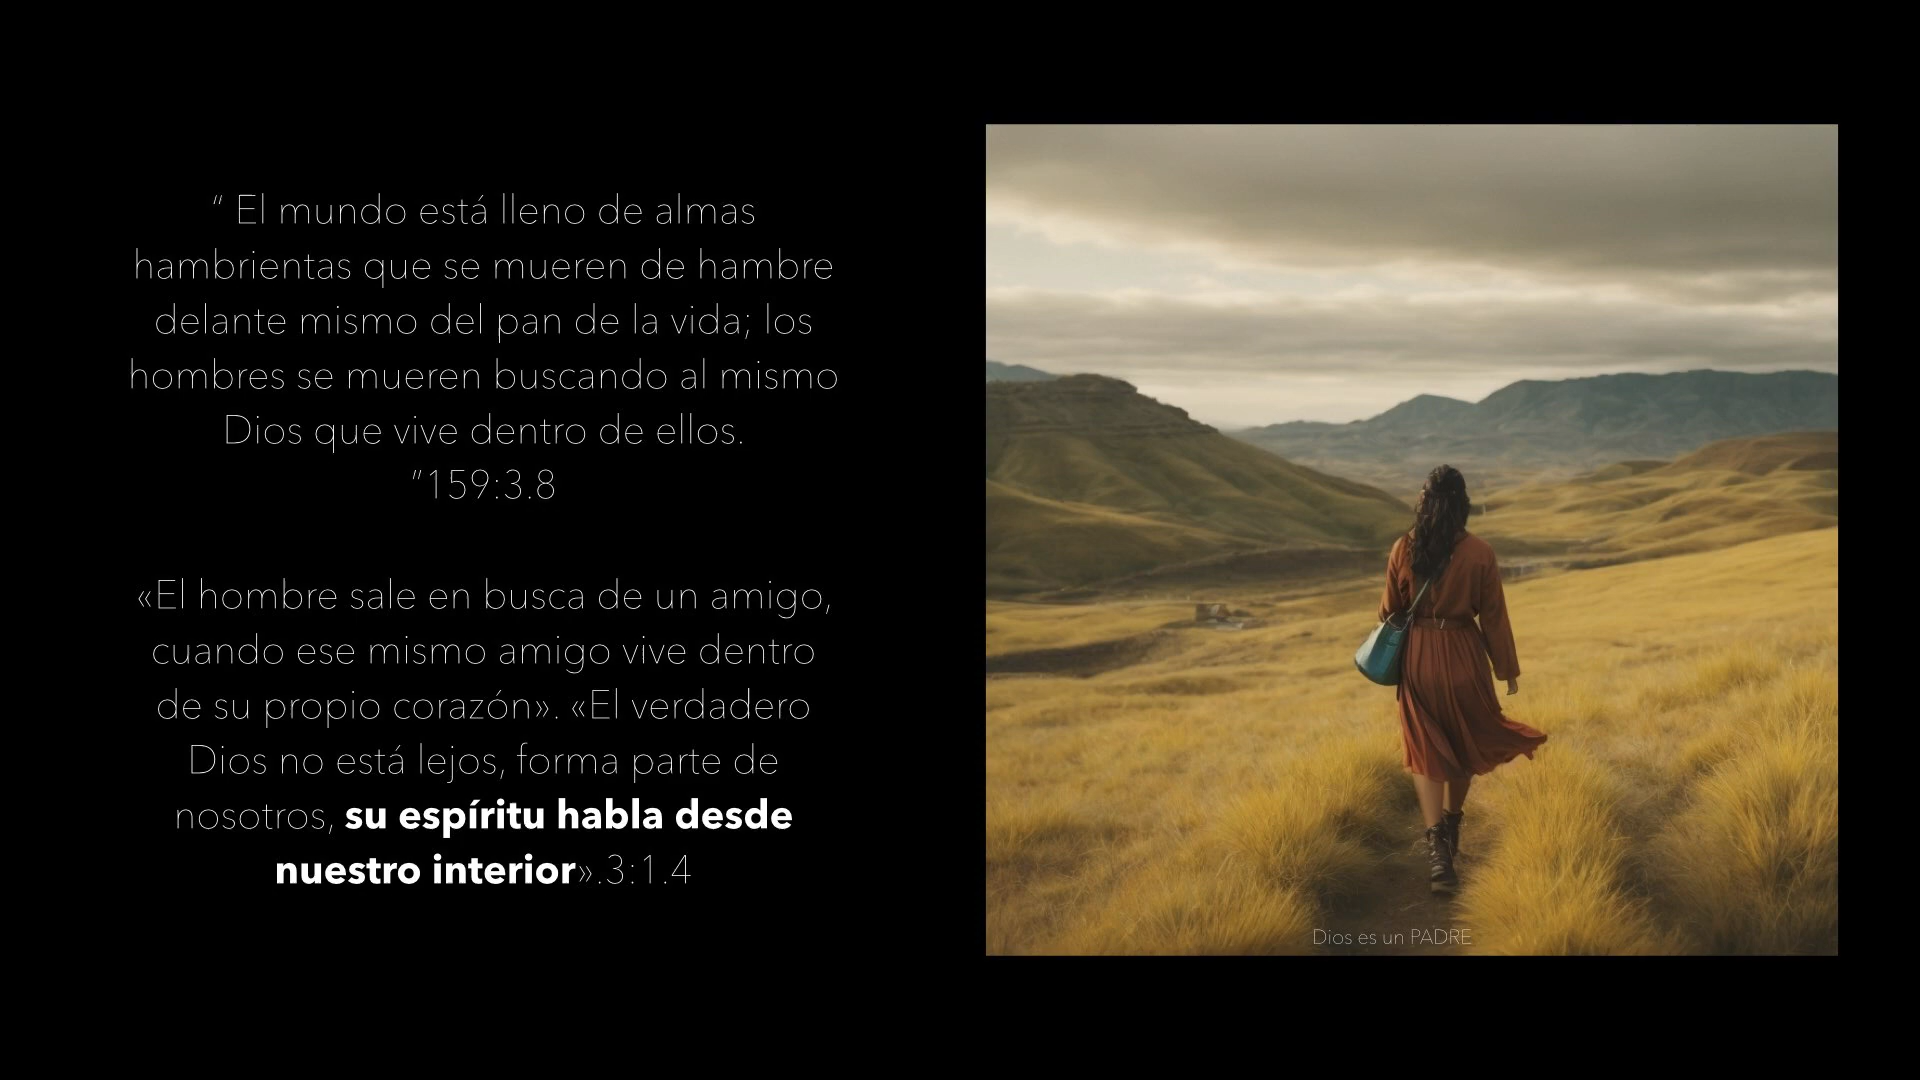 “ El mundo está lleno de almas
hambrientas que se mueren de hambre
delante mismo del pan de la vida; los
hombres se mueren buscando al mismo
Dios que vive dentro de ellos.
”159:3.8
«El hombre sale en busca de un amigo,
cuando ese mismo amigo vive dentro
de su propio corazón». «El verdadero
Dios no está lejos, forma parte de
nosotros, su espíritu habla desde
nuestro interior».3:1.4
Dios es un PADRE